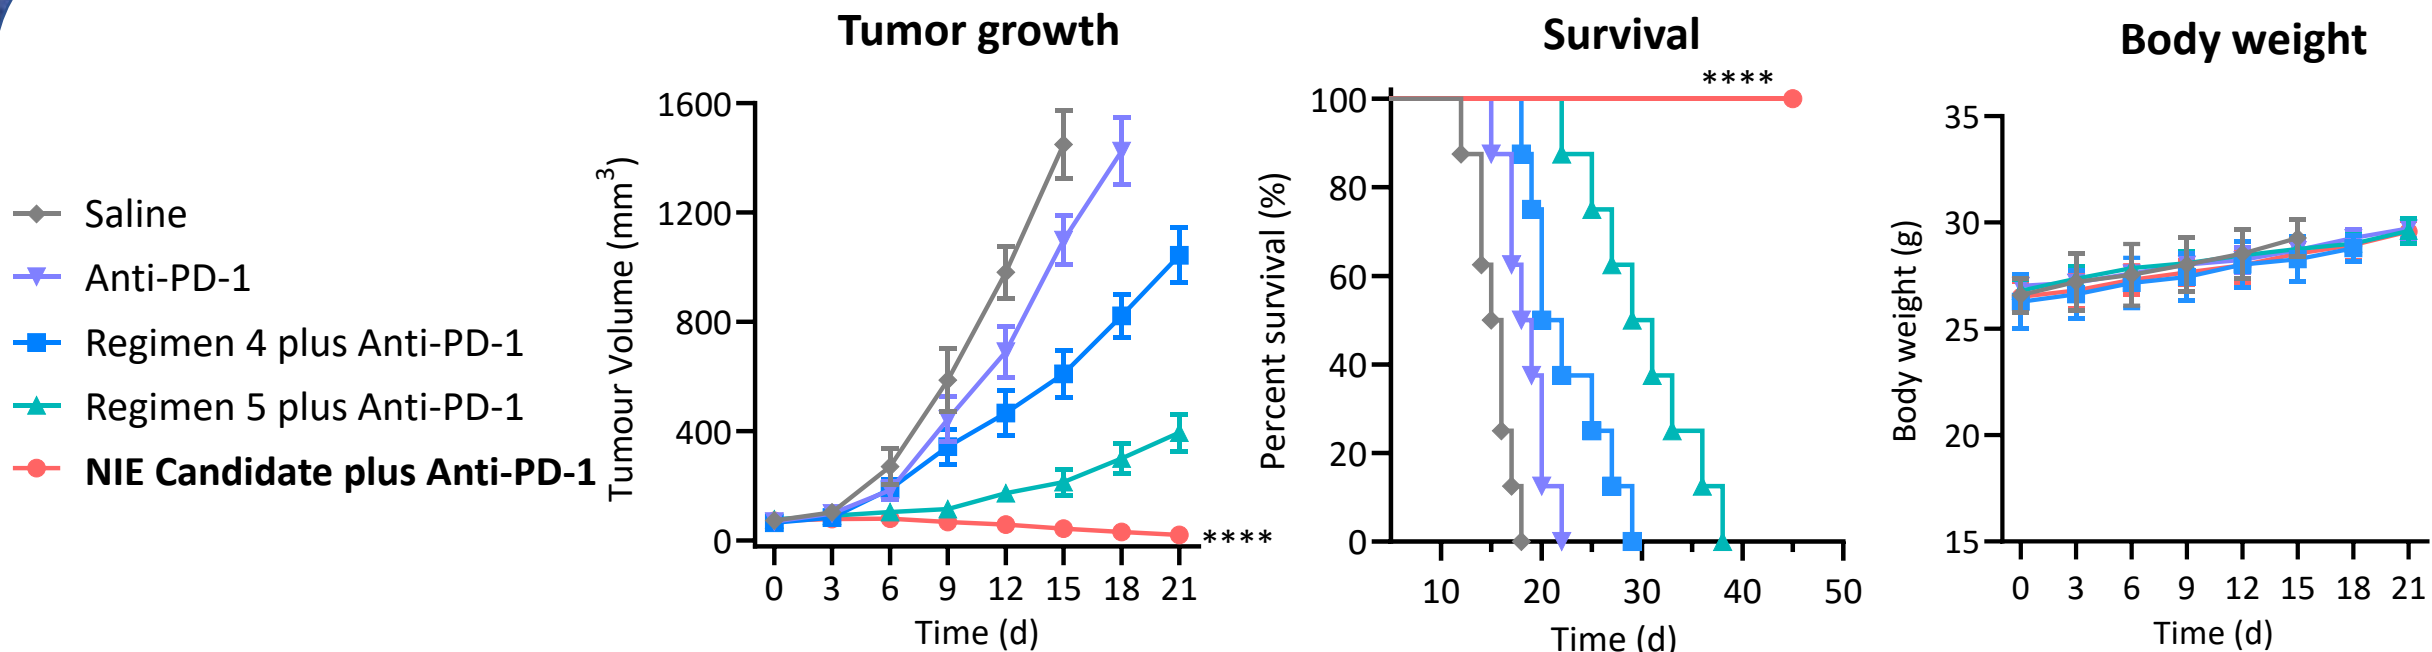 Tumor growth
Survival
Body weight
Saline
Anti-PD-1
Regimen 4 plus Anti-PD-1
Regimen 5 plus Anti-PD-1
NIE Candidate plus Anti-PD-1
Tumour Volume (mm³)
1600
1200
800
400
0
0 3 6 9 12 15 18 21
Time (d)
****
Percent survival (%)
100
80
60
40
20
0
10 20 30 40 50
Time (d)
****
Body weight (g)
35
30
25
20
15
0 3 6 9 12 15 18 21
Time (d)